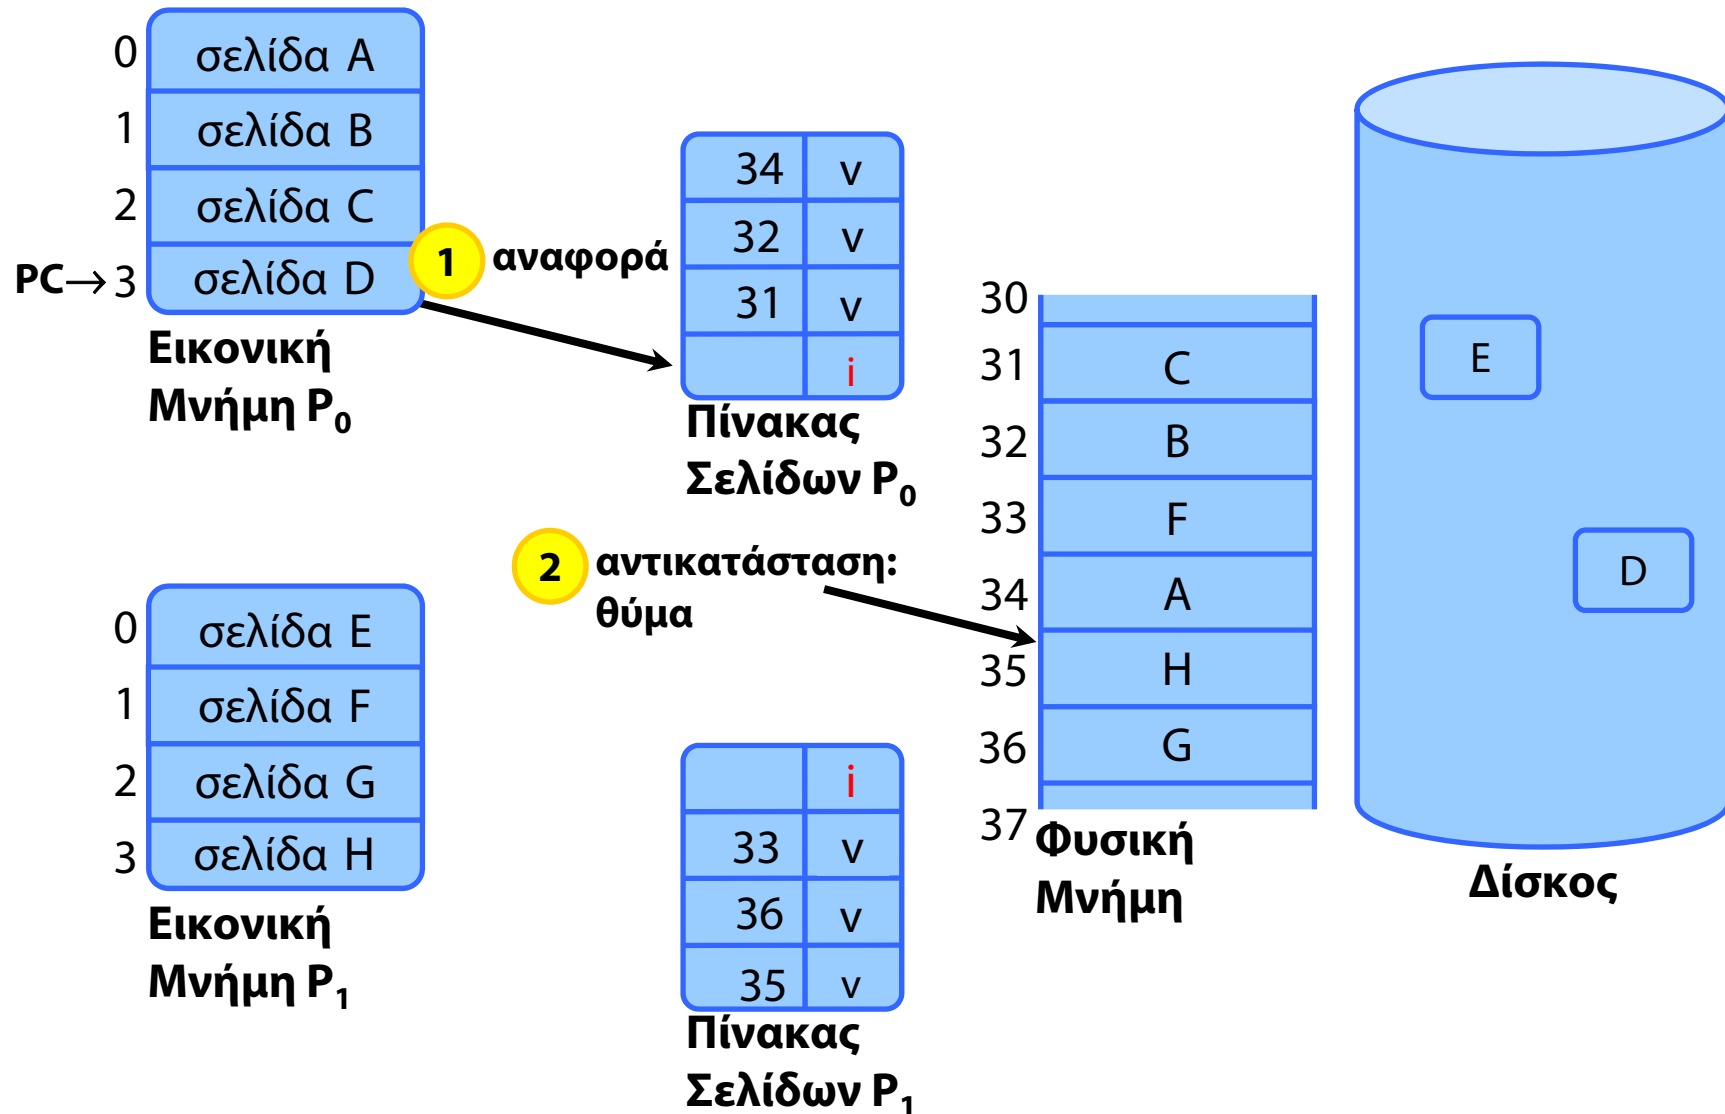 0 σελίδα A
1 σελίδα B
2 σελίδα C
PC→ 3 σελίδα D
Εικονική
Μνήμη P0
1 αναφορά
34 v
32 v
31 v
i
Πίνακας
Σελίδων P0
2 αντικατάσταση:
θύμα
0 σελίδα E
1 σελίδα F
2 σελίδα G
3 σελίδα H
Εικονική
Μνήμη P1
i
33 v
36 v
35 v
Πίνακας
Σελίδων P1
30
31 C
32 B
33 F
34 A
35 H
36 G
37
Φυσική
Μνήμη
E
D
Δίσκος